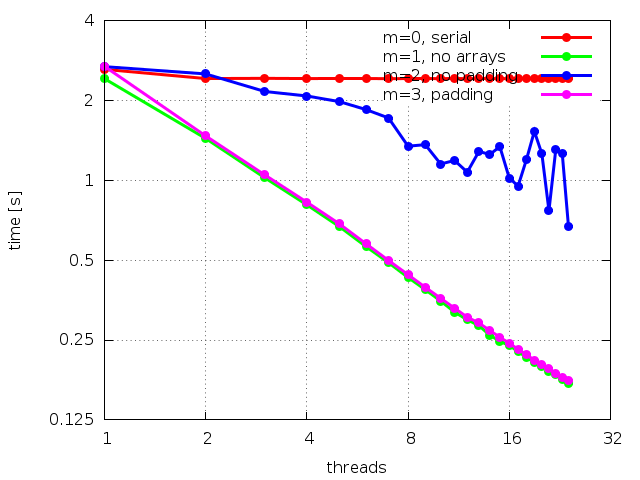 4
2
1
0.5
0.25
0.125
time [s]
m=0, serial
m=1, no arrays
m=2, no padding
m=3, padding
1 2 4 8 16 32
threads